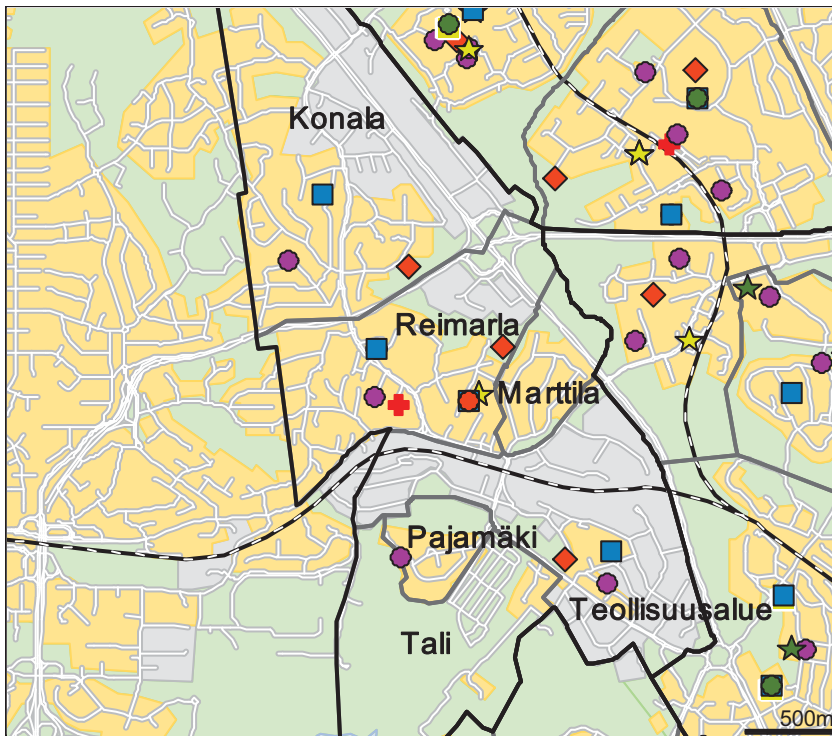 Konala
Reimarla
Marttila
Pajamäki
Teollisuusalue
Tali
500m